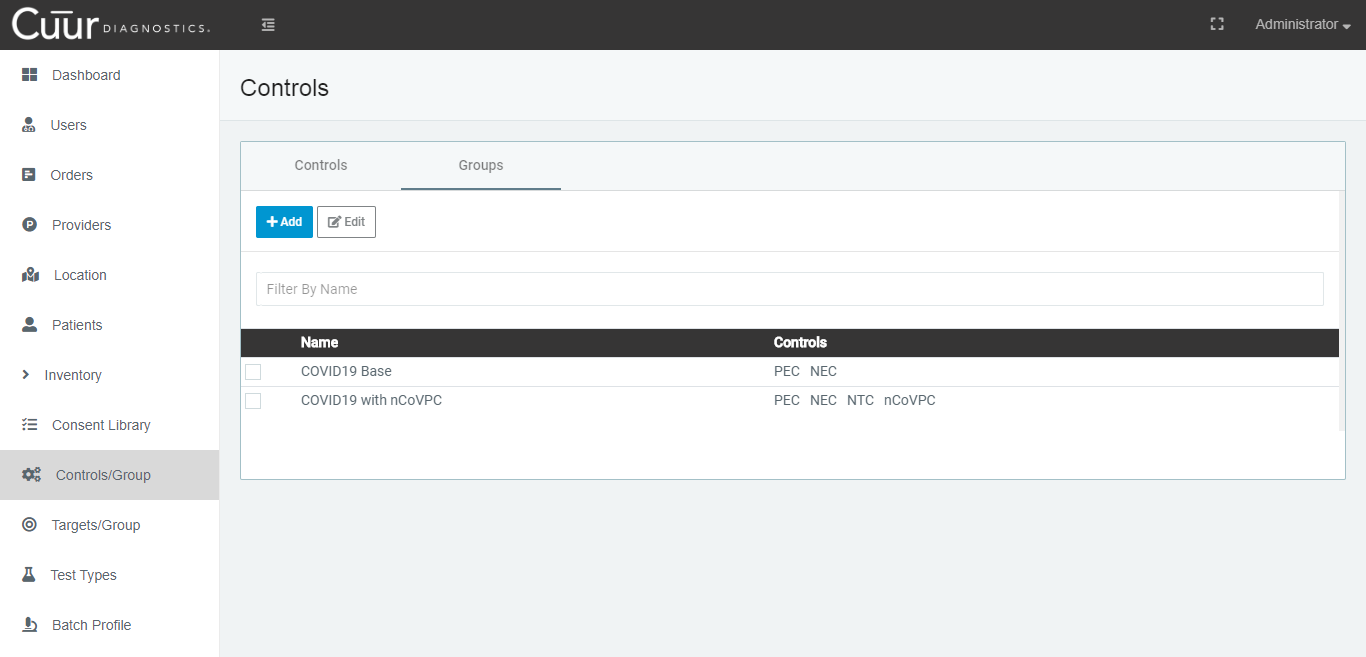 Cūūr DIAGNOSTICS.
Administrator
Dashboard
Users
Orders
Providers
Location
Patients
Inventory
Consent Library
Controls/Group
Targets/Group
Test Types
Batch Profile
Controls
Controls Groups
Add Edit
Filter By Name
Name Controls
COVID19 Base PEC NEC
COVID19 with nCoVPC PEC NEC NTC nCoVPC